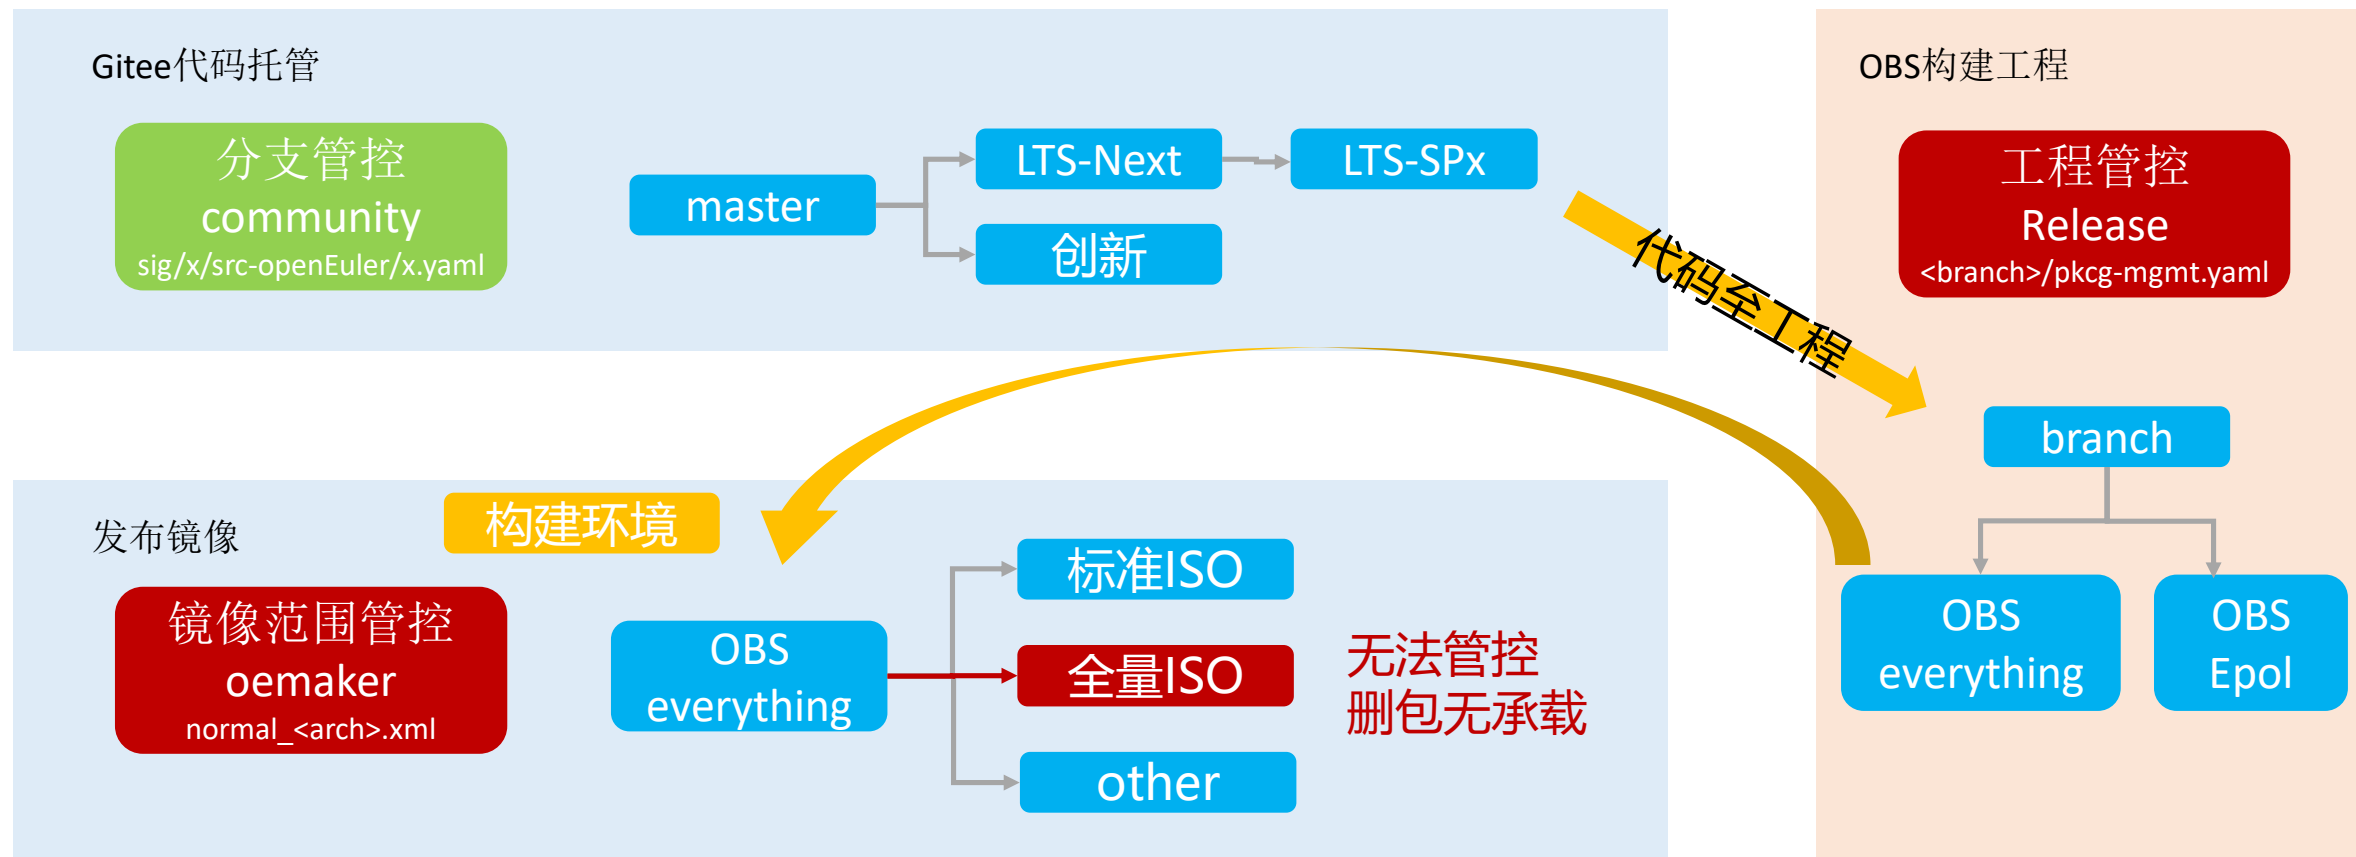 Gitee代码托管
分支管控
community
sig/x/src-openEuler/x.yaml
master
LTS-Next
LTS-SPx
创新
代码至工程
OBS构建工程
工程管控
Release
<branch>/pkcg-mgmt.yaml
branch
OBS
everything
OBS
Epol
发布镜像
构建环境
镜像范围管控
oemaker
normal_<arch>.xml
OBS
everything
标准ISO
全量ISO
other
无法管控
删包无承载